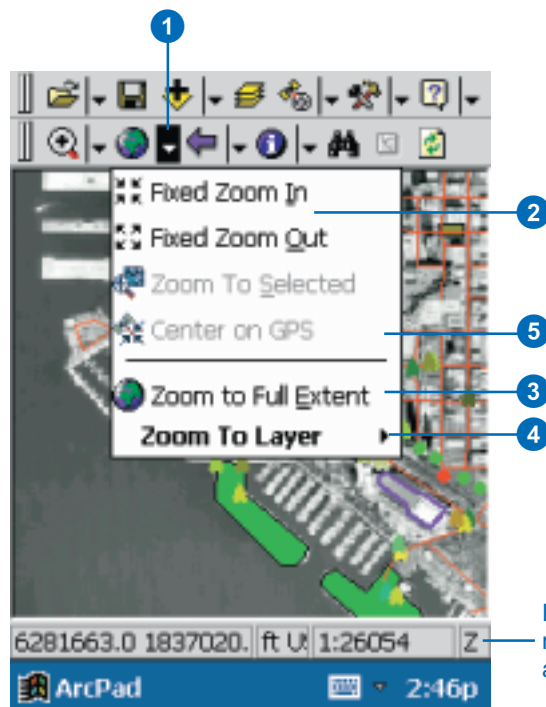 1
Fixed Zoom In
2
Fixed Zoom Out
Zoom To Selected
Center on GPS
5
Zoom to Full Extent
3
Zoom To Layer
4
6281663.0 1837020. ft US 1:26054 Z
ArcPad 2:46p